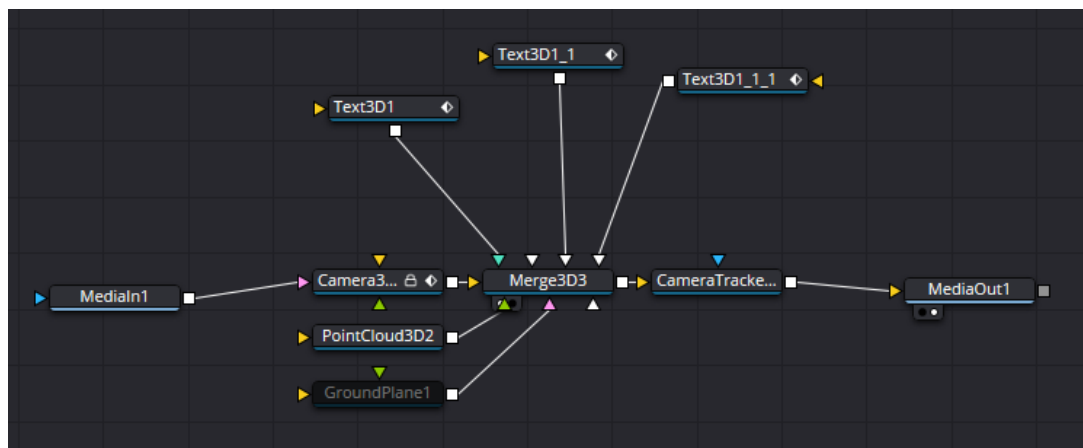 Text3D1_1
Text3D1_1_1
Text3D1
Camera3...
Merge3D3
CameraTracke...
MediaIn1
MediaOut1
PointCloud3D2
GroundPlane1